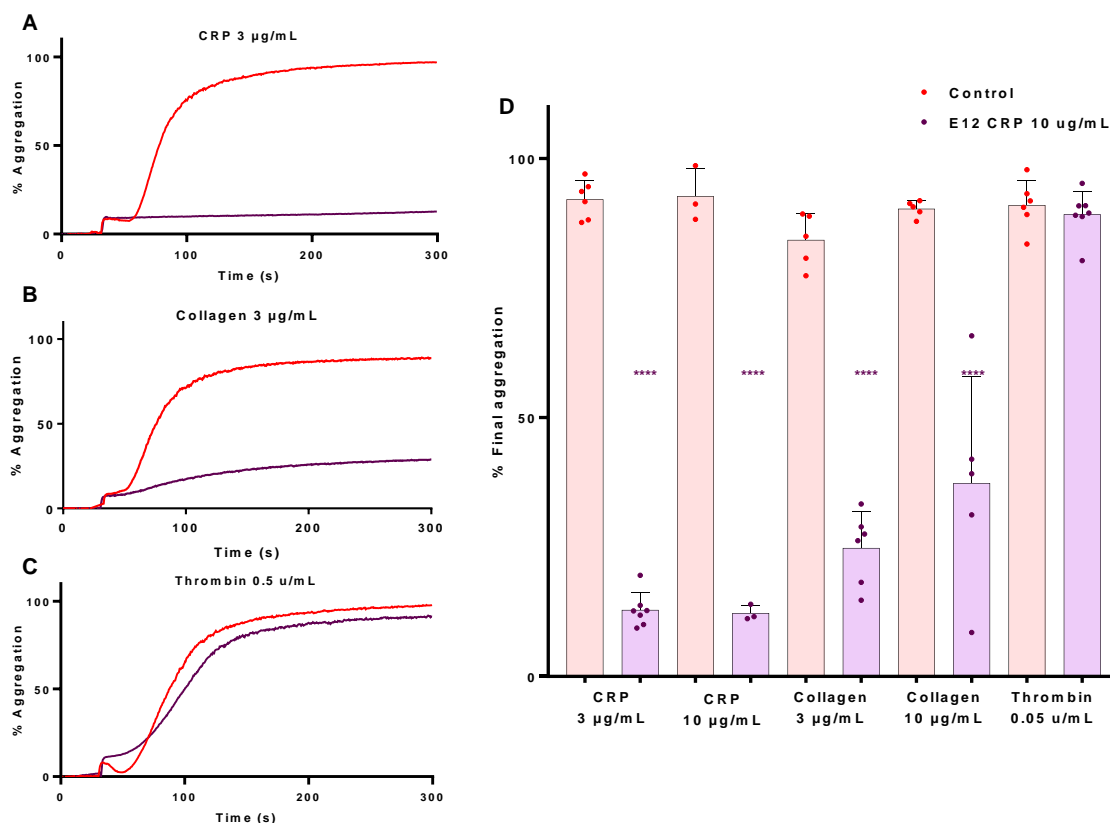 A
CRP 3 µg/mL
% Aggregation
100
50
0
0 100 200 300
Time (s)
B
Collagen 3 µg/mL
% Aggregation
100
50
0
0 100 200 300
Time (s)
C
Thrombin 0.5 u/mL
% Aggregation
100
50
0
0 100 200 300
Time (s)
D
Control
E12 CRP 10 ug/mL
% Final aggregation
100
50
0
**** **** **** ****
CRP
3 µg/mL
CRP
10 µg/mL
Collagen
3 µg/mL
Collagen
10 µg/mL
Thrombin
0.05 u/mL